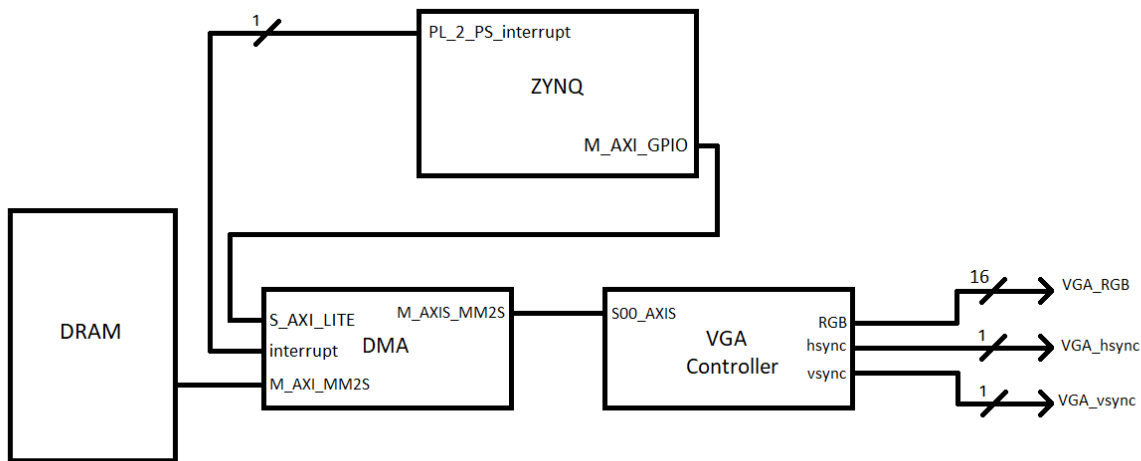 1
PL_2_PS_interrupt
ZYNQ
M_AXI_GPIO
DRAM
S_AXI_LITE
M_AXIS_MM2S
interrupt
DMA
M_AXI_MM2S
S00_AXIS
VGA
Controller
RGB
hsync
vsync
16
VGA_RGB
1
VGA_hsync
1
VGA_vsync